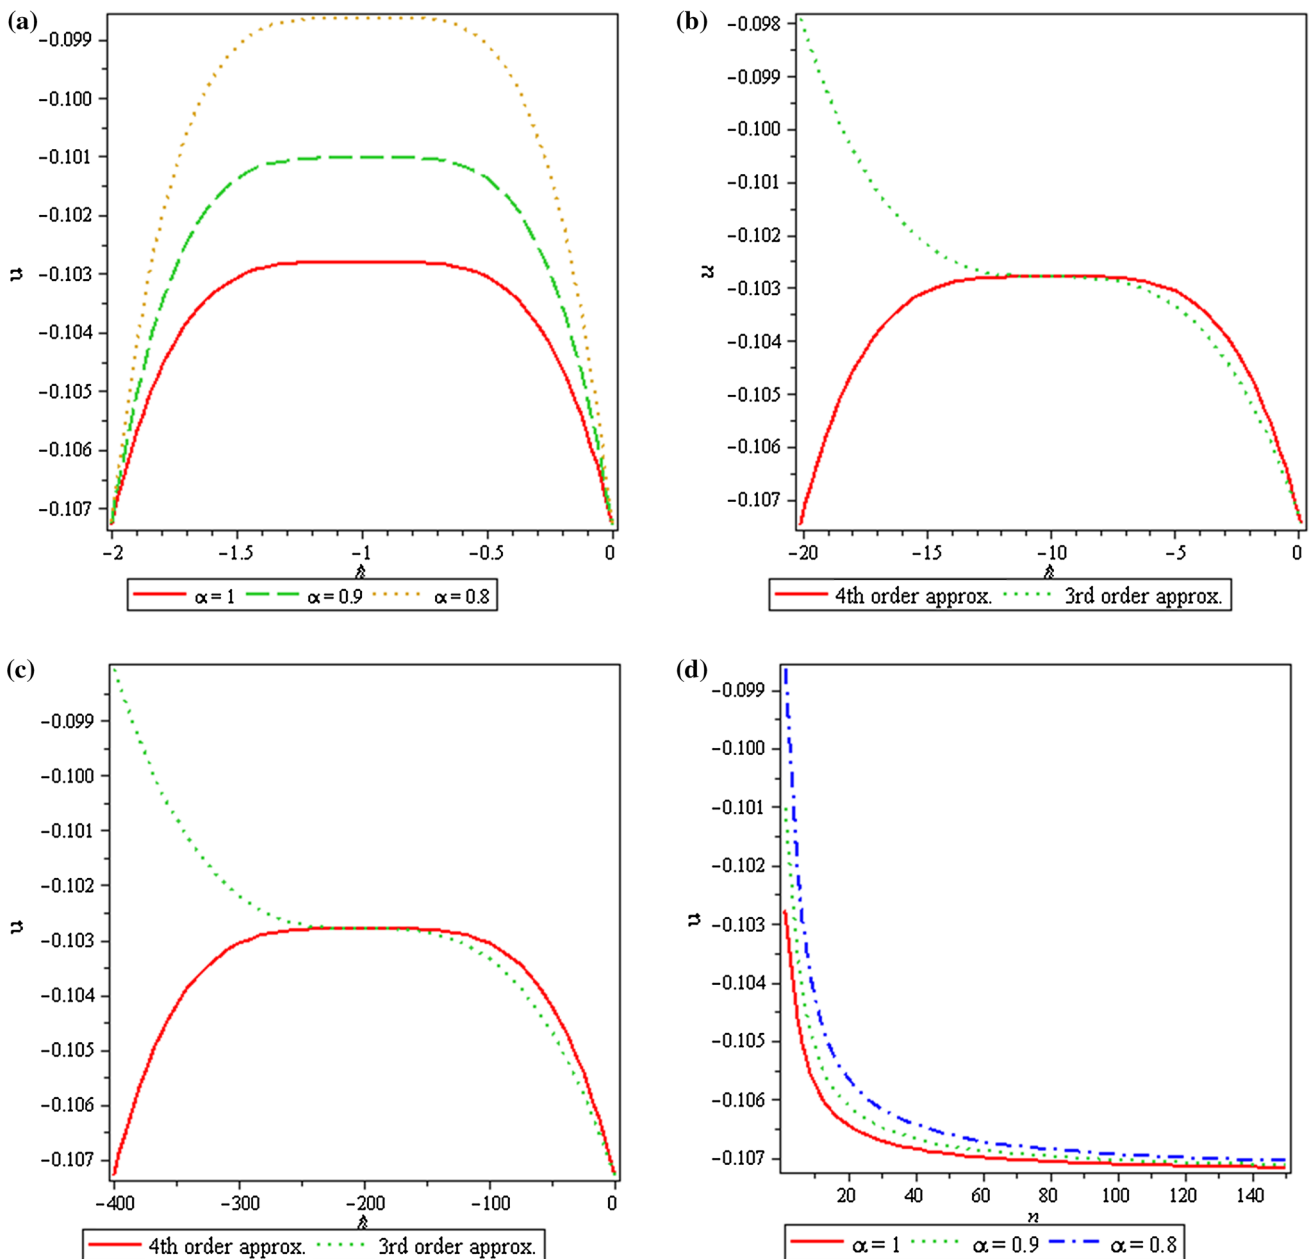 (a)
−0.099
−0.100
−0.101
−0.102
−0.103
−0.104
−0.105
−0.106
−0.107
u
−2 −1.5 −1 −0.5 0
ℏ
α = 1 α = 0.9 α = 0.8
(b)
−0.098
−0.099
−0.100
−0.101
−0.102
−0.103
−0.104
−0.105
−0.106
−0.107
u
−20 −15 −10 −5 0
ℏ
4th order approx. 3rd order approx.
(c)
−0.099
−0.100
−0.101
−0.102
−0.103
−0.104
−0.105
−0.106
−0.107
u
−400 −300 −200 −100 0
ℏ
4th order approx. 3rd order approx.
(d)
−0.099
−0.100
−0.101
−0.102
−0.103
−0.104
−0.105
−0.106
−0.107
u
20 40 60 80 100 120 140
n
α = 1 α = 0.9 α = 0.8